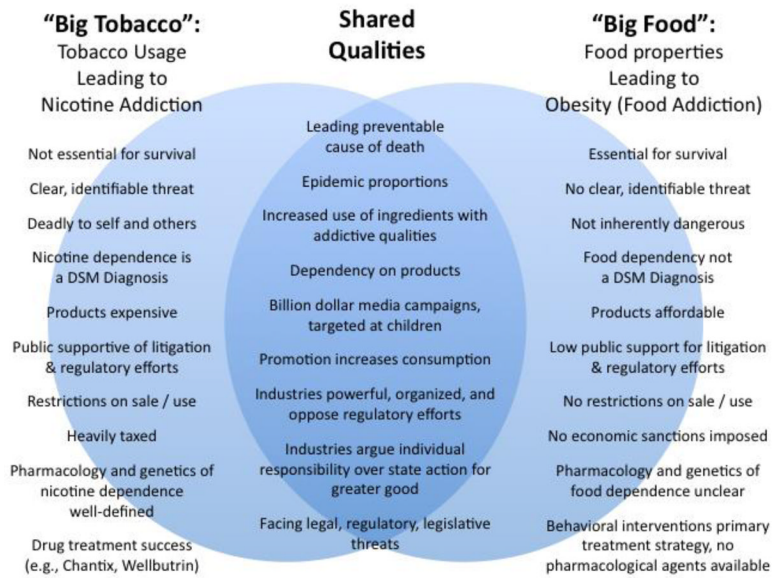 “Big Tobacco”:
Tobacco Usage
Leading to
Nicotine Addiction
Not essential for survival
Clear, identifiable threat
Deadly to self and others
Nicotine dependence is
a DSM Diagnosis
Products expensive
Public supportive of litigation
& regulatory efforts
Restrictions on sale / use
Heavily taxed
Pharmacology and genetics of
nicotine dependence
well-defined
Drug treatment success
(e.g., Chantix, Wellbutrin)
Shared
Qualities
Leading preventable
cause of death
Epidemic proportions
Increased use of ingredients with
addictive qualities
Dependency on products
Billion dollar media campaigns,
targeted at children
Promotion increases consumption
Industries powerful, organized, and
oppose regulatory efforts
Industries argue individual
responsibility over state action for
greater good
Facing legal, regulatory, legislative
threats
“Big Food”:
Food properties
Leading to
Obesity (Food Addiction)
Essential for survival
No clear, identifiable threat
Not inherently dangerous
Food dependency not
a DSM Diagnosis
Products affordable
Low public support for litigation
& regulatory efforts
No restrictions on sale / use
No economic sanctions imposed
Pharmacology and genetics of
food dependence unclear
Behavioral interventions primary
treatment strategy, no
pharmacological agents available